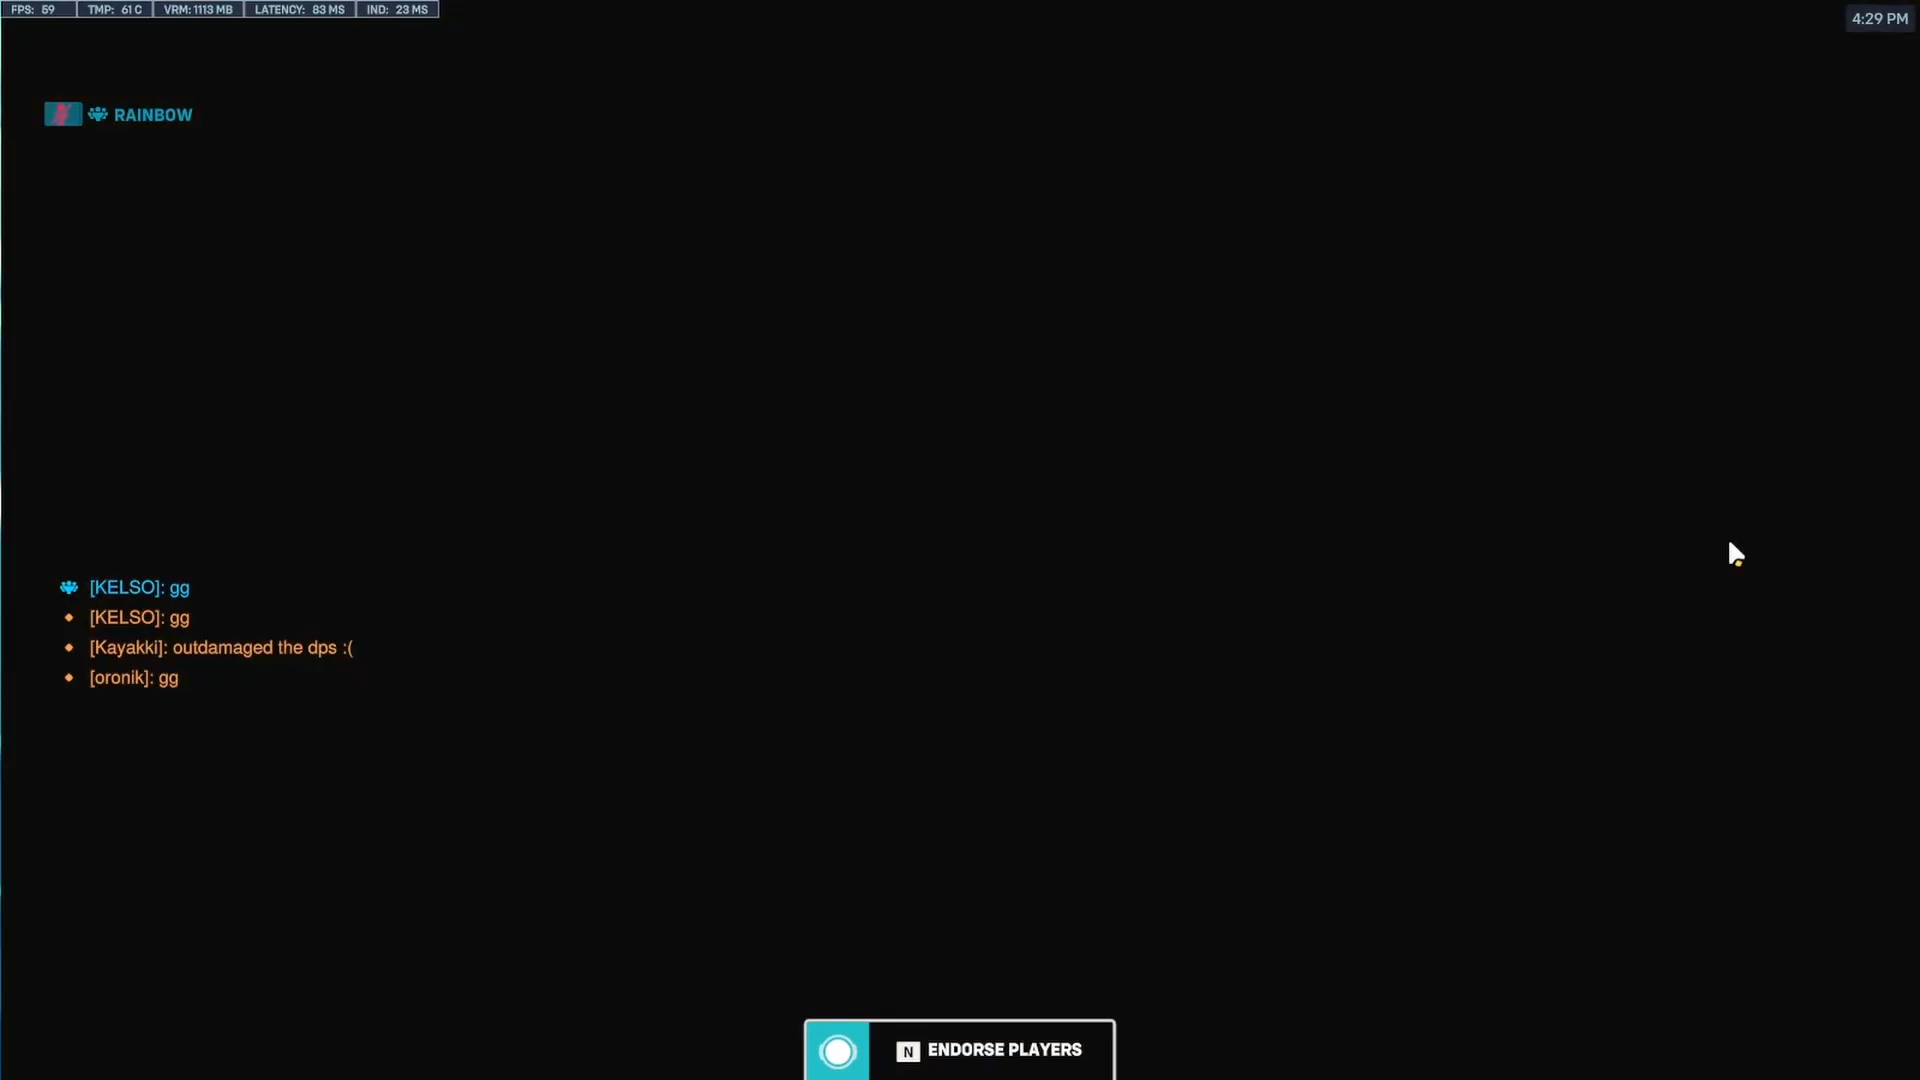 FPS: 59 TMP: 61 C VRM: 1113 MB LATENCY: 83 MS IND: 23 MS
4:29 PM
RAINBOW
[KELSO]: gg
[KELSO]: gg
[Kayakki]: outdamaged the dps :(
[oronik]: gg
N ENDORSE PLAYERS